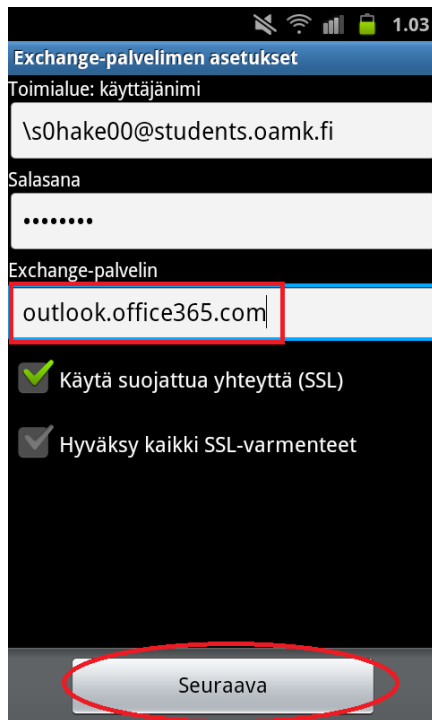 1.03
Exchange-palvelimen asetukset
Toimialue: käyttäjänimi
\s0hake00@students.oamk.fi
Salasana
••••••••
Exchange-palvelin
outlook.office365.com
Käytä suojattua yhteyttä (SSL)
Hyväksy kaikki SSL-varmenteet
Seuraava